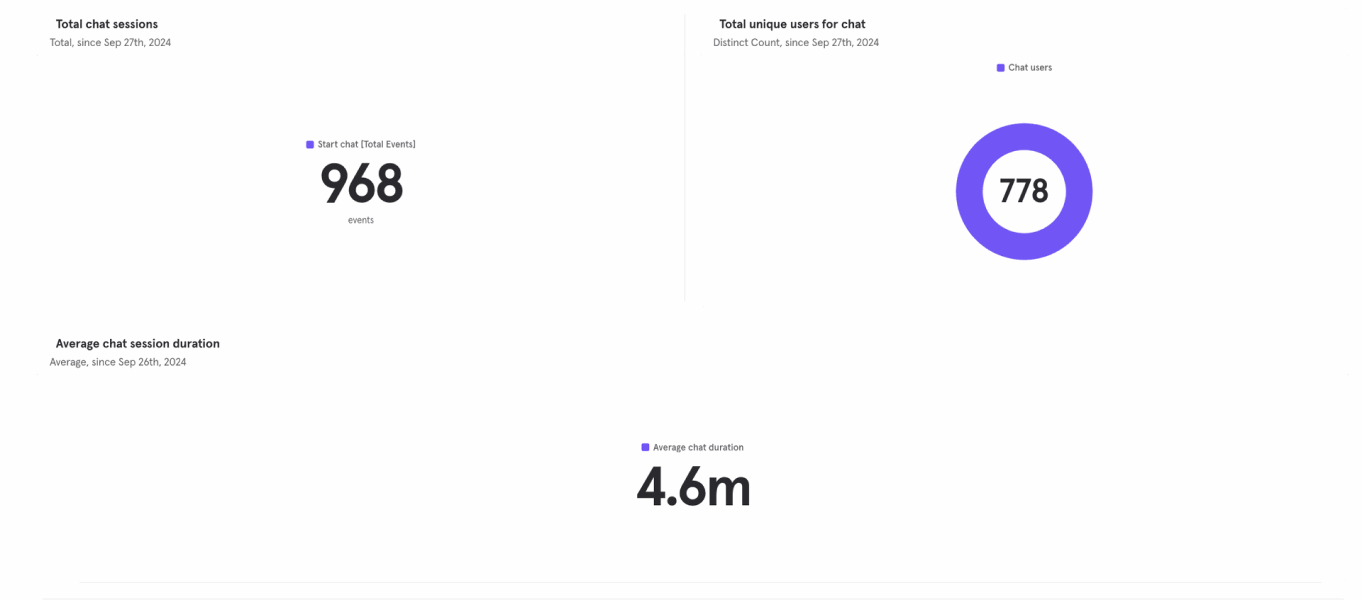 Total chat sessions
Total, since Sep 27th, 2024
Start chat [Total Events]
968
events
Total unique users for chat
Distinct Count, since Sep 27th, 2024
Chat users
778
Average chat session duration
Average, since Sep 26th, 2024
Average chat duration
4.6m